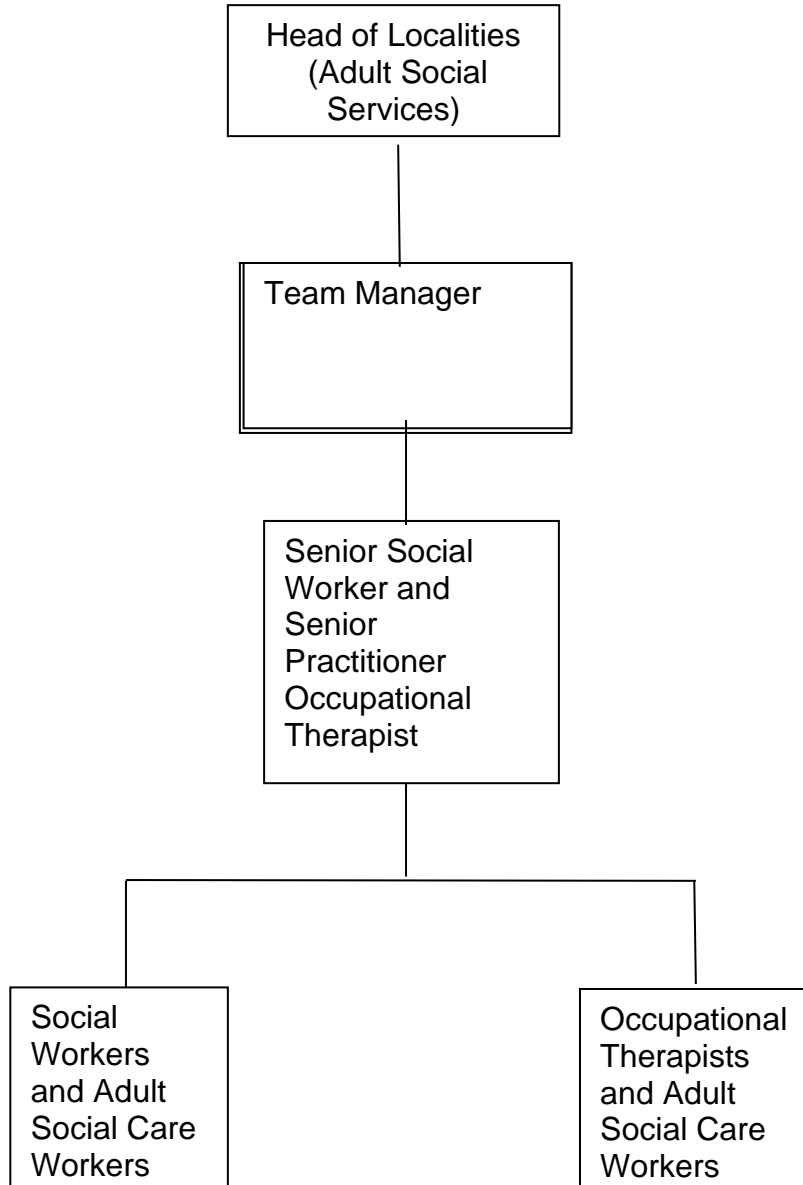 Head of Localities
(Adult Social
Services)
Team Manager
Senior Social
Worker and
Senior
Practitioner
Occupational
Therapist
Social
Workers
and Adult
Social Care
Workers
Occupational
Therapists
and Adult
Social Care
Workers